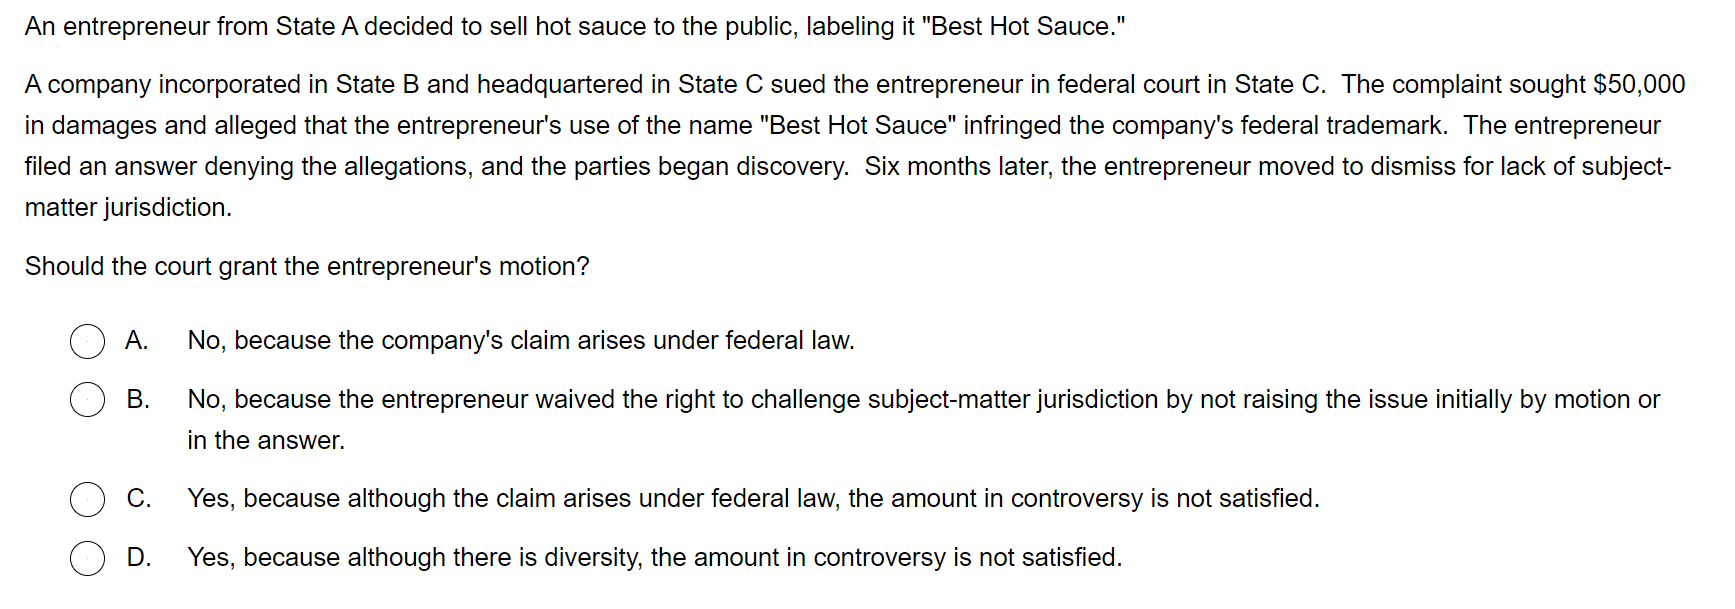 An entrepreneur from State A decided to sell hot sauce to the public, labeling it "Best Hot Sauce."
A company incorporated in State B and headquartered in State C sued the entrepreneur in federal court in State C.  The complaint sought $50,000
in damages and alleged that the entrepreneur's use of the name "Best Hot Sauce" infringed the company's federal trademark.  The entrepreneur
filed an answer denying the allegations, and the parties began discovery.  Six months later, the entrepreneur moved to dismiss for lack of subject-
matter jurisdiction.
Should the court grant the entrepreneur's motion?
A. No, because the company's claim arises under federal law.
B. No, because the entrepreneur waived the right to challenge subject-matter jurisdiction by not raising the issue initially by motion or
in the answer.
C. Yes, because although the claim arises under federal law, the amount in controversy is not satisfied.
D. Yes, because although there is diversity, the amount in controversy is not satisfied.